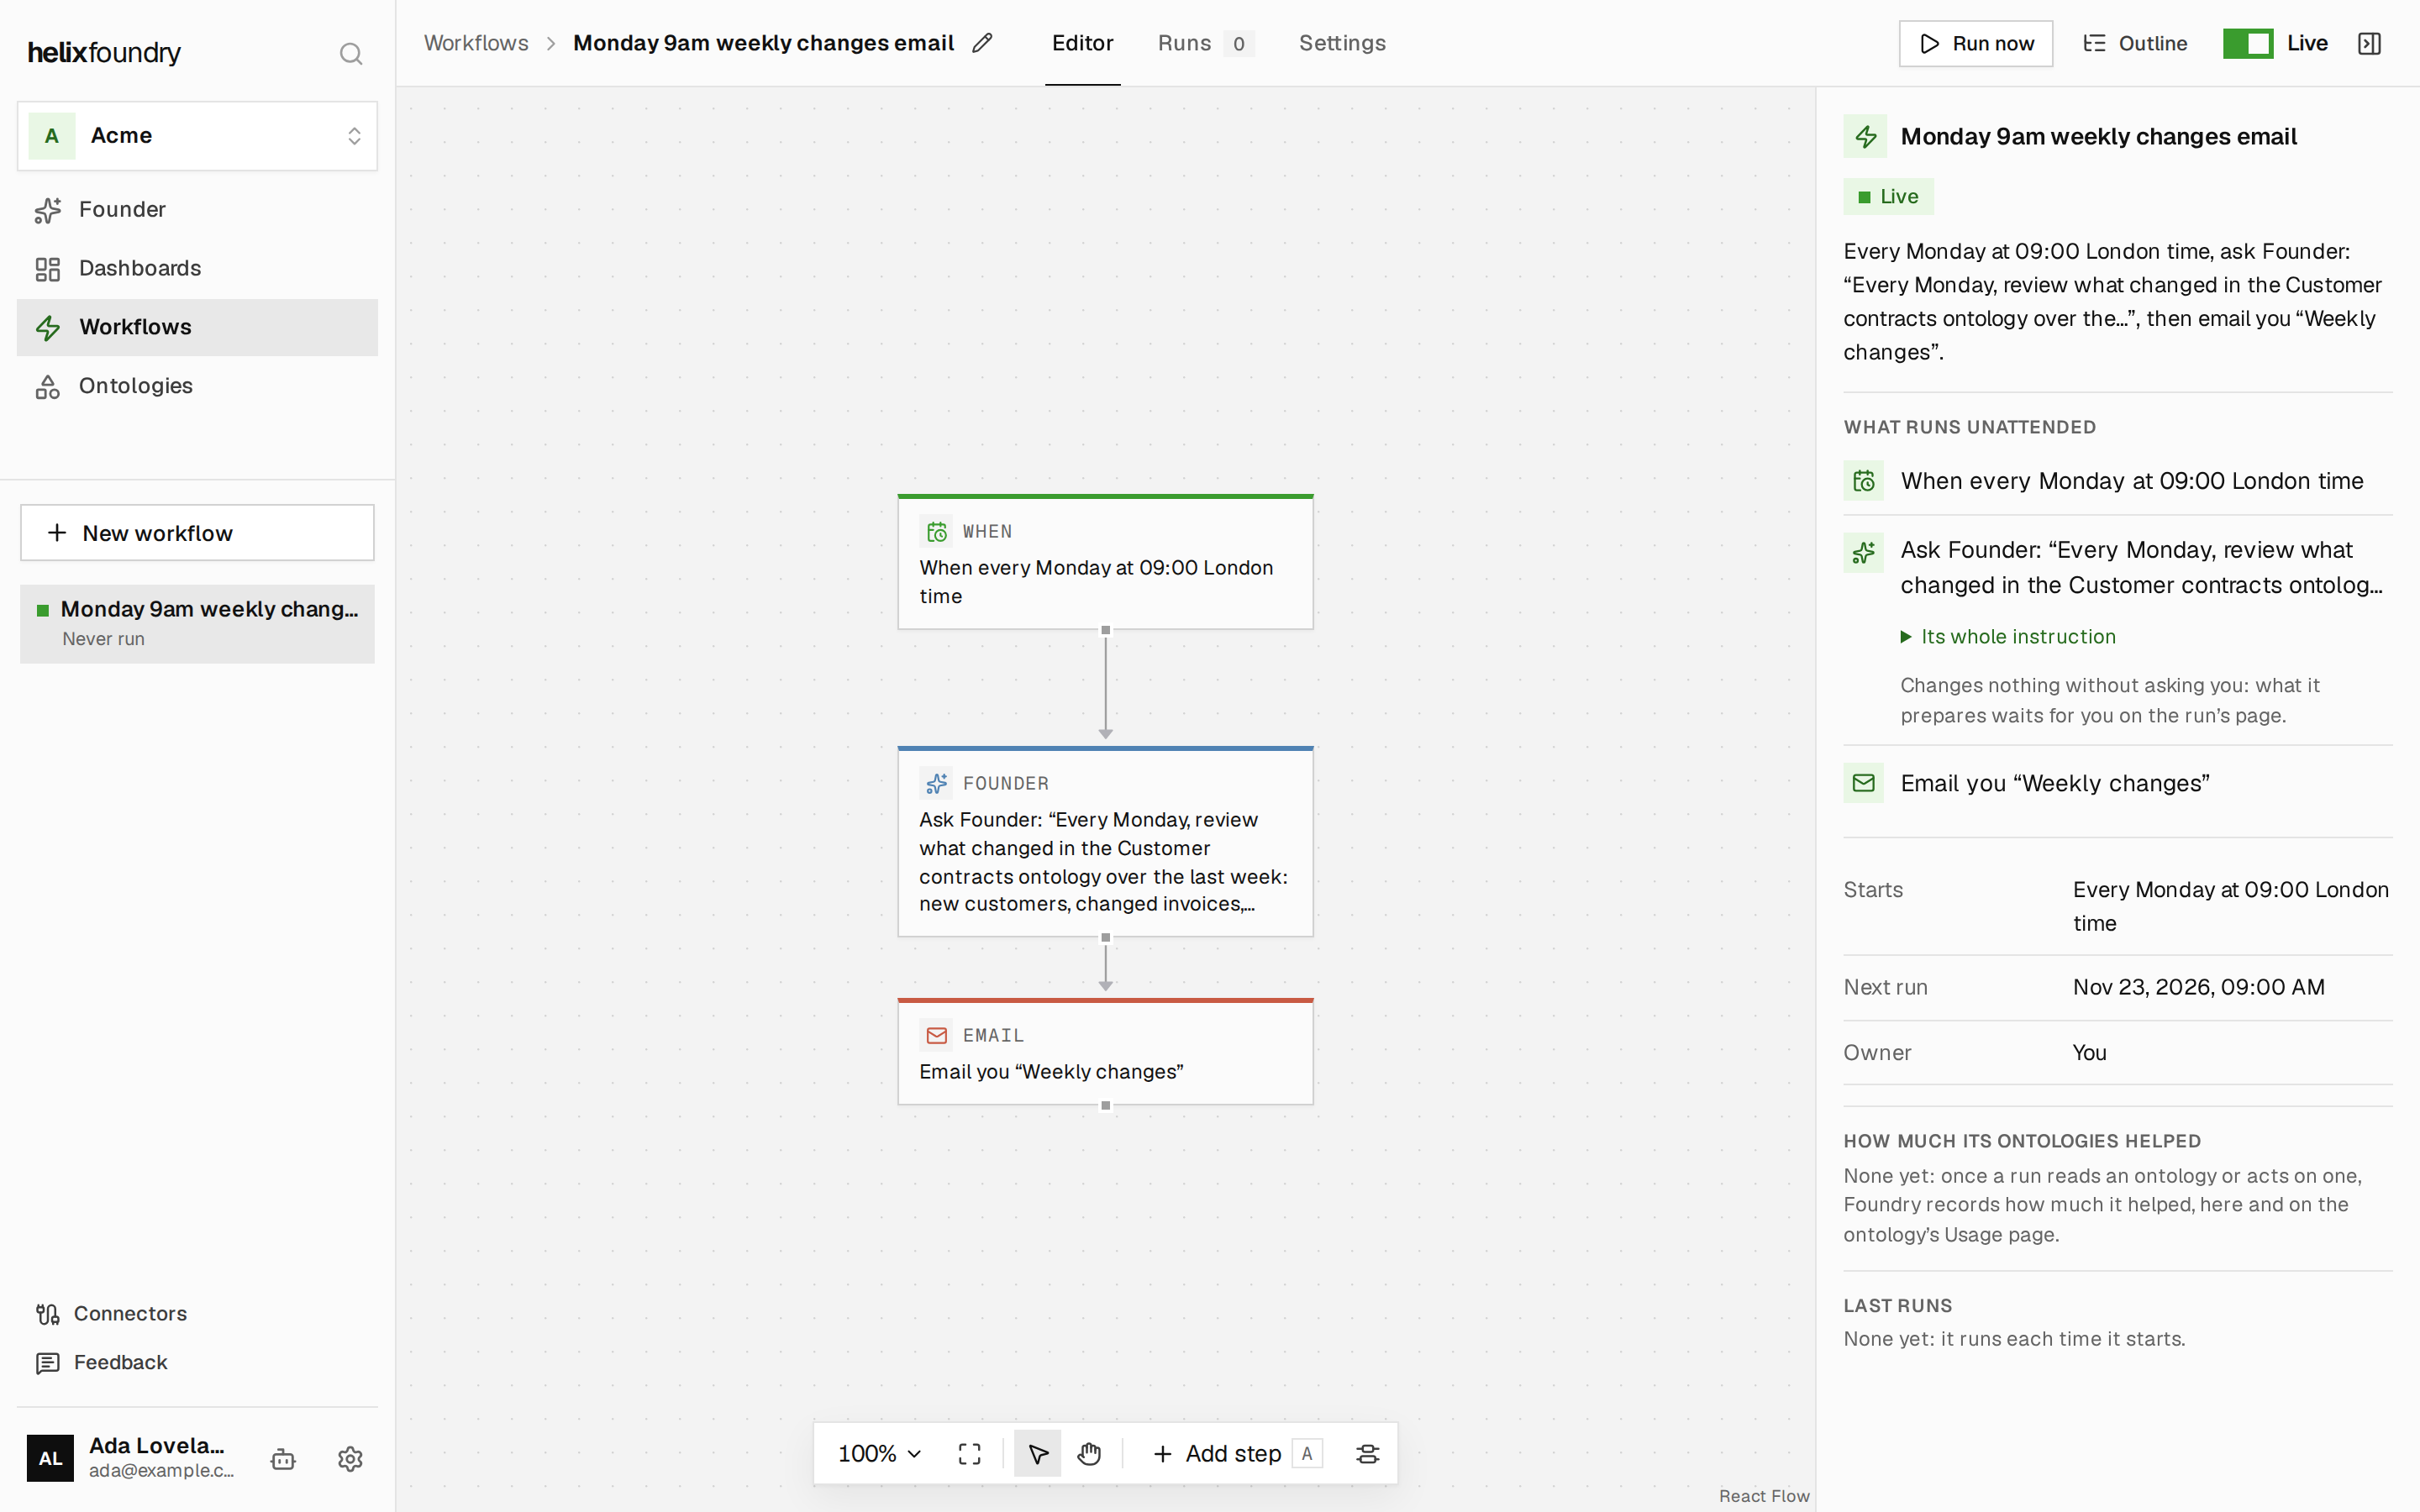 helixfoundry
A
Acme
Founder
Dashboards
Workflows
Ontologies
New workflow
Monday 9am weekly chang...
Never run
Connectors
Feedback
AL
Ada Lovela...
ada@example.c...
Workflows
Monday 9am weekly changes email
Editor
Runs 0
Settings
Run now
Outline
Live
WHEN
When every Monday at 09:00 London
time
FOUNDER
Ask Founder: “Every Monday, review
what changed in the Customer
contracts ontology over the last week:
new customers, changed invoices,...
EMAIL
Email you “Weekly changes”
100%
Add step A
React Flow
Monday 9am weekly changes email
Live
Every Monday at 09:00 London time, ask Founder:
“Every Monday, review what changed in the Customer
contracts ontology over the...”, then email you “Weekly
changes”.
WHAT RUNS UNATTENDED
When every Monday at 09:00 London time
Ask Founder: “Every Monday, review what
changed in the Customer contracts ontolog...
Its whole instruction
Changes nothing without asking you: what it
prepares waits for you on the run’s page.
Email you “Weekly changes”
Starts
Every Monday at 09:00 London
time
Next run
Nov 23, 2026, 09:00 AM
Owner
You
HOW MUCH ITS ONTOLOGIES HELPED
None yet: once a run reads an ontology or acts on one,
Foundry records how much it helped, here and on the
ontology’s Usage page.
LAST RUNS
None yet: it runs each time it starts.